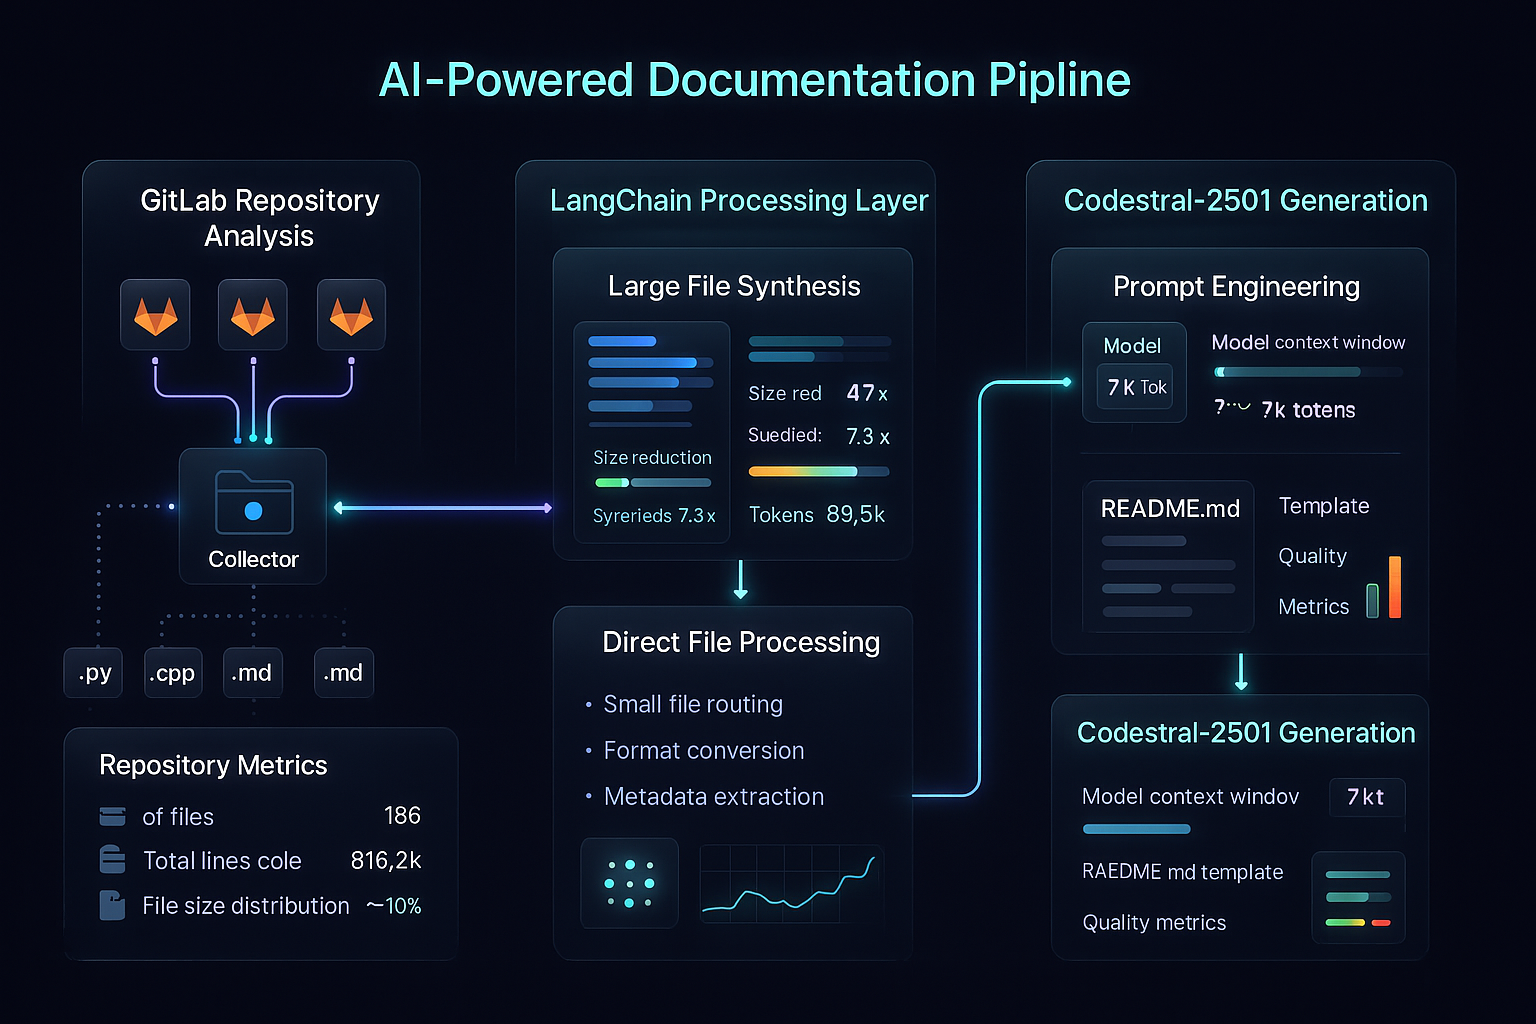 AI-Powered Documentation Pipline
GitLab Repository
Analysis
Collector
.py
.cpp
.md
.md
Repository Metrics
of files 186
Total lines cole 816,2k
File size distribution ~10%
LangChain Processing Layer
Large File Synthesis
Size reduction
Syrerieds 7.3x
Size red 47x
Suedied: 7.3 x
Tokens 89,5k
Direct File Processing
• Small file routing
• Format conversion
• Metadata extraction
Codestral-2501 Generation
Prompt Engineering
Model
7k Tok
Model context window
7k totens
README.md
Template
Quality
Metrics
Codestral-2501 Generation
Model context windov 7kt
RAEDME md template
Quality metrics